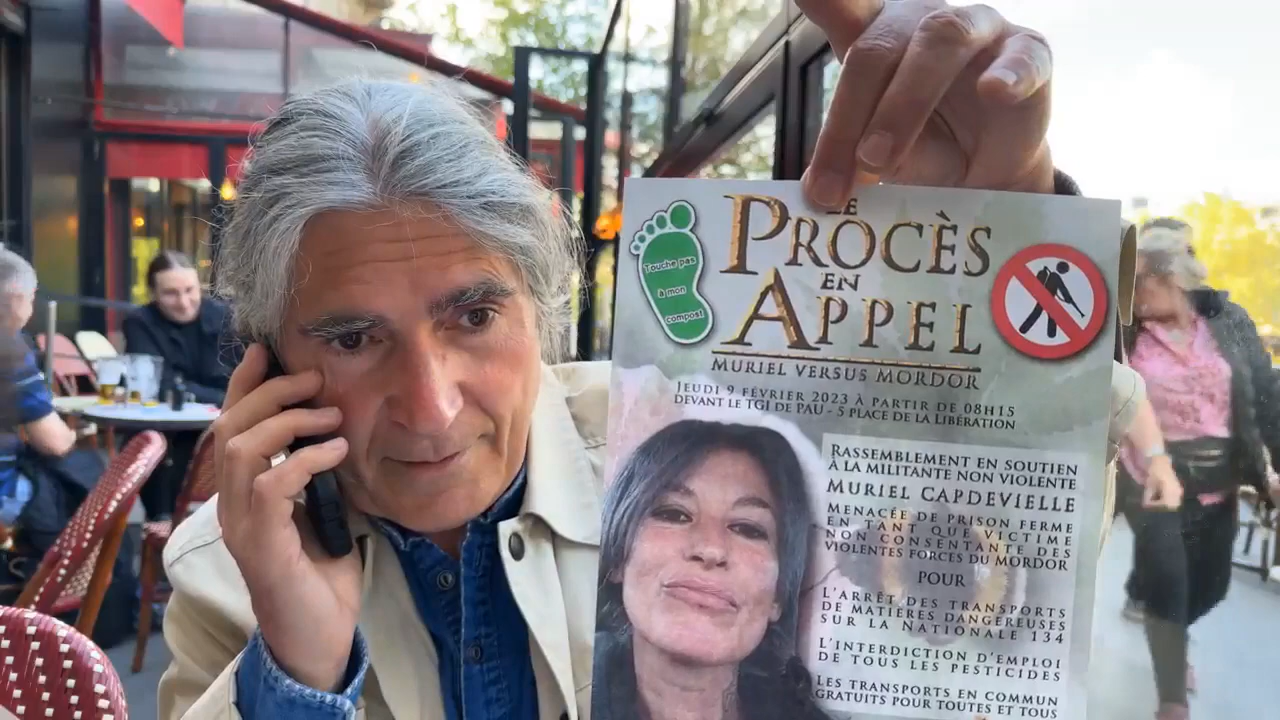 Touche pas
à mon
compost
LE
PROCÈS
EN
APPEL
MURIEL VERSUS MORDOR
JEUDI 9 FÉVRIER 2023 À PARTIR DE 08H15
DEVANT LE TGI DE PAU - 5 PLACE DE LA LIBÉRATION
RASSEMBLEMENT EN SOUTIEN
À LA MILITANTE NON VIOLENTE
MURIEL CAPDEVIELLE
MENACÉE DE PRISON FERME
EN TANT QUE VICTIME
NON CONSENTANTE DES
VIOLENTES FORCES DU MORDOR
POUR
L'ARRÊT DES TRANSPORTS
DE MATIÈRES DANGEREUSES
SUR LA NATIONALE 134
L'INTERDICTION D'EMPLOI
DE TOUS LES PESTICIDES
LES TRANSPORTS EN COMMUN
GRATUITS POUR TOUTES ET TOUS